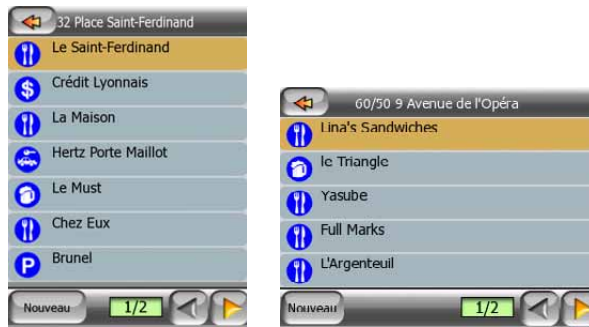 32 Place Saint-Ferdinand
Le Saint-Ferdinand
Crédit Lyonnais
La Maison
Hertz Porte Maillot
Le Must
Chez Eux
Brunel
Nouveau 1/2
60/50 9 Avenue de l'Opéra
Lina's Sandwiches
le Triangle
Yasube
Full Marks
L'Argenteuil
Nouveau 1/2